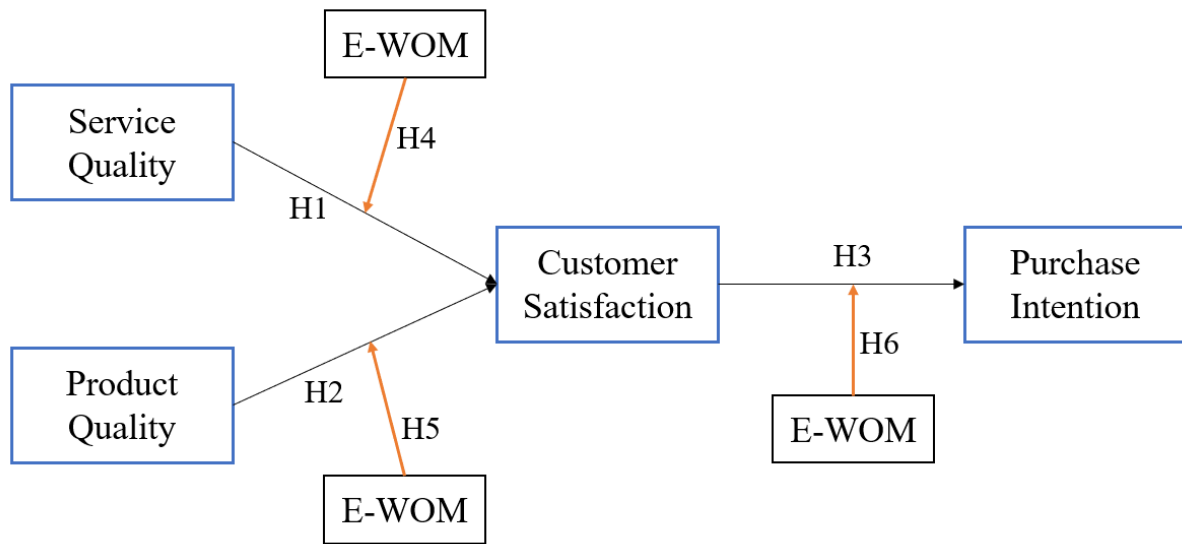 E-WOM
Service
Quality
H4
H1
Customer
Satisfaction
H3
Purchase
Intention
Product
Quality
H2
H5
H6
E-WOM
E-WOM